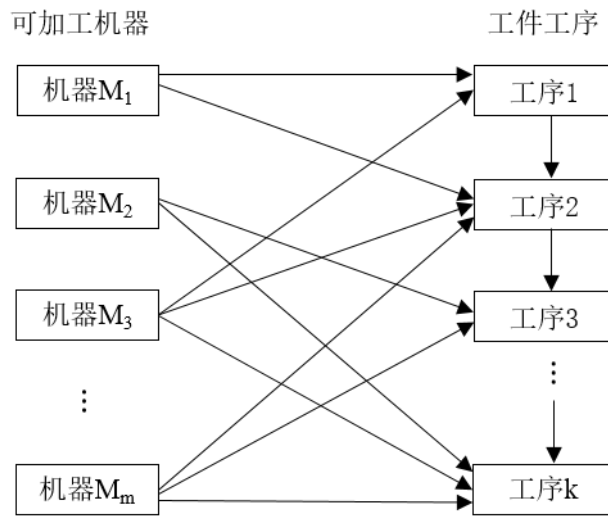 可加工机器 工件工序
机器M₁ 工序1
机器M₂ 工序2
机器M₃ 工序3
⋮ ⋮
机器Mₘ 工序k